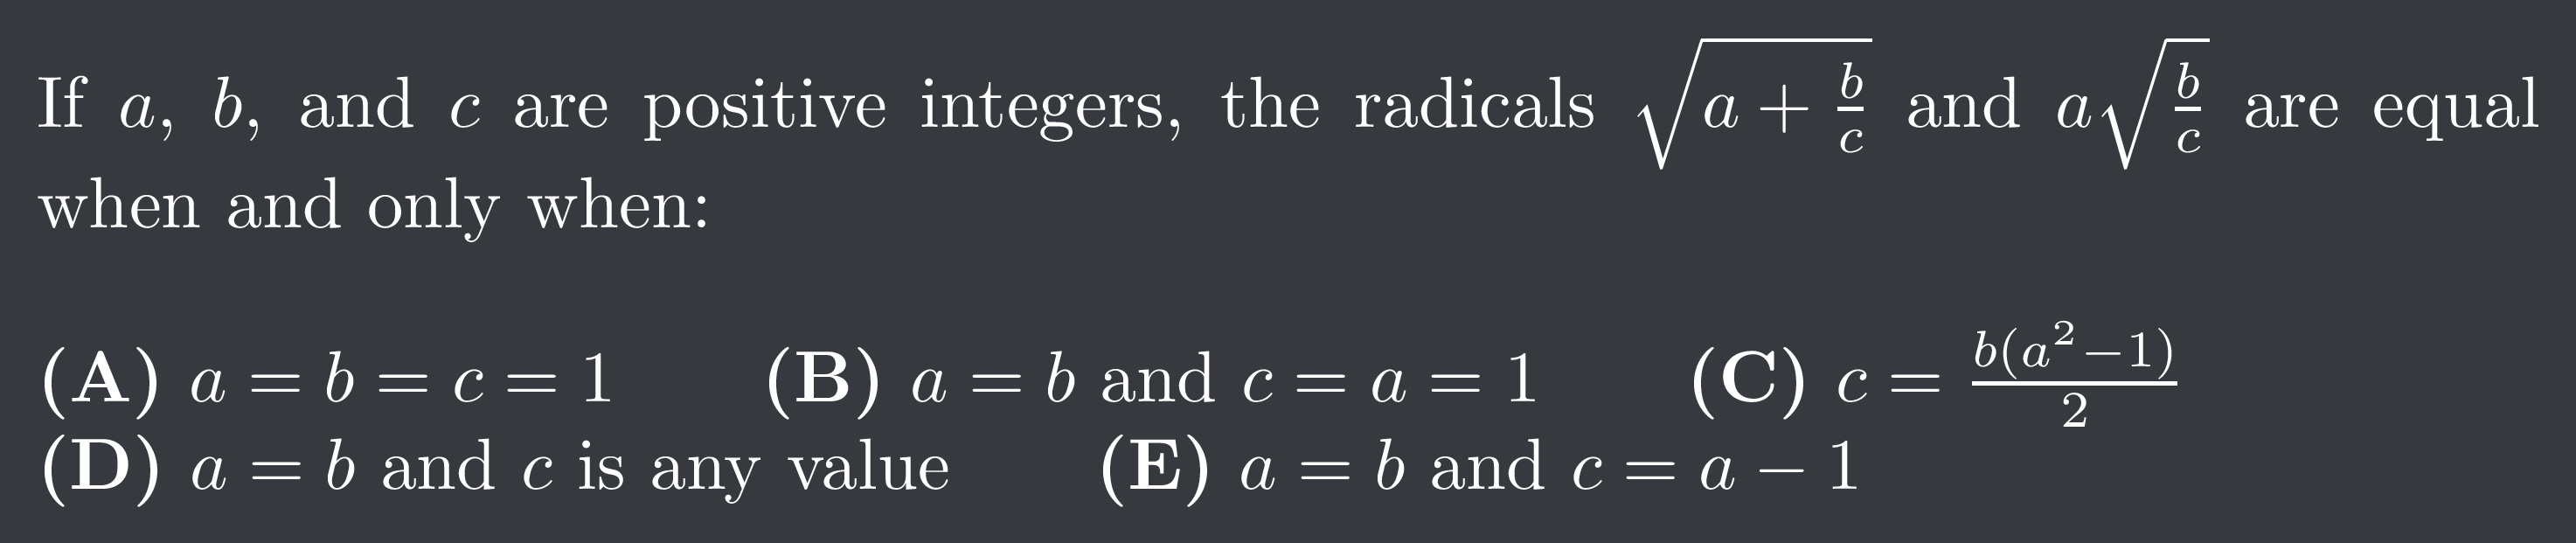 If a, b, and c are positive integers, the radicals √(a + b/c) and a√(b/c) are equal
when and only when:
(A) a = b = c = 1 (B) a = b and c = a = 1 (C) c = b(a² − 1)/2
(D) a = b and c is any value (E) a = b and c = a − 1